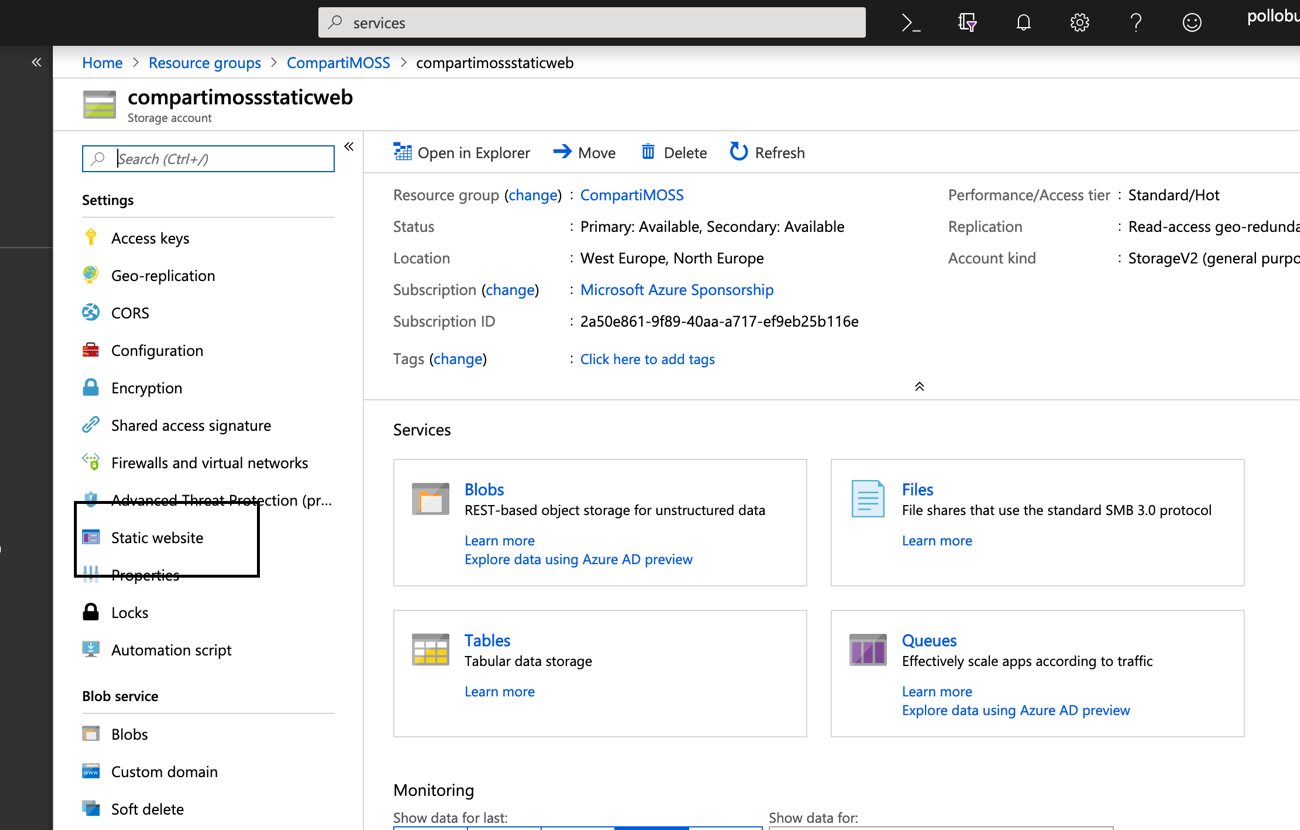 services
pollobu
Home > Resource groups > CompartiMOSS > compartimossstaticweb
compartimossstaticweb
Storage account
Search (Ctrl+/)
Settings
Access keys
Geo-replication
CORS
Configuration
Encryption
Shared access signature
Firewalls and virtual networks
Advanced Threat Protection (pr...
Static website
Properties
Locks
Automation script
Blob service
Blobs
Custom domain
Soft delete
Open in Explorer Move Delete Refresh
Resource group (change) : CompartiMOSS
Status : Primary: Available, Secondary: Available
Location : West Europe, North Europe
Subscription (change) : Microsoft Azure Sponsorship
Subscription ID : 2a50e861-9f89-40aa-a717-ef9eb25b116e
Tags (change) : Click here to add tags
Performance/Access tier : Standard/Hot
Replication : Read-access geo-redunda
Account kind : StorageV2 (general purpo
Services
Blobs
REST-based object storage for unstructured data
Learn more
Explore data using Azure AD preview
Files
File shares that use the standard SMB 3.0 protocol
Learn more
Tables
Tabular data storage
Learn more
Queues
Effectively scale apps according to traffic
Learn more
Explore data using Azure AD preview
Monitoring
Show data for last: Show data for: